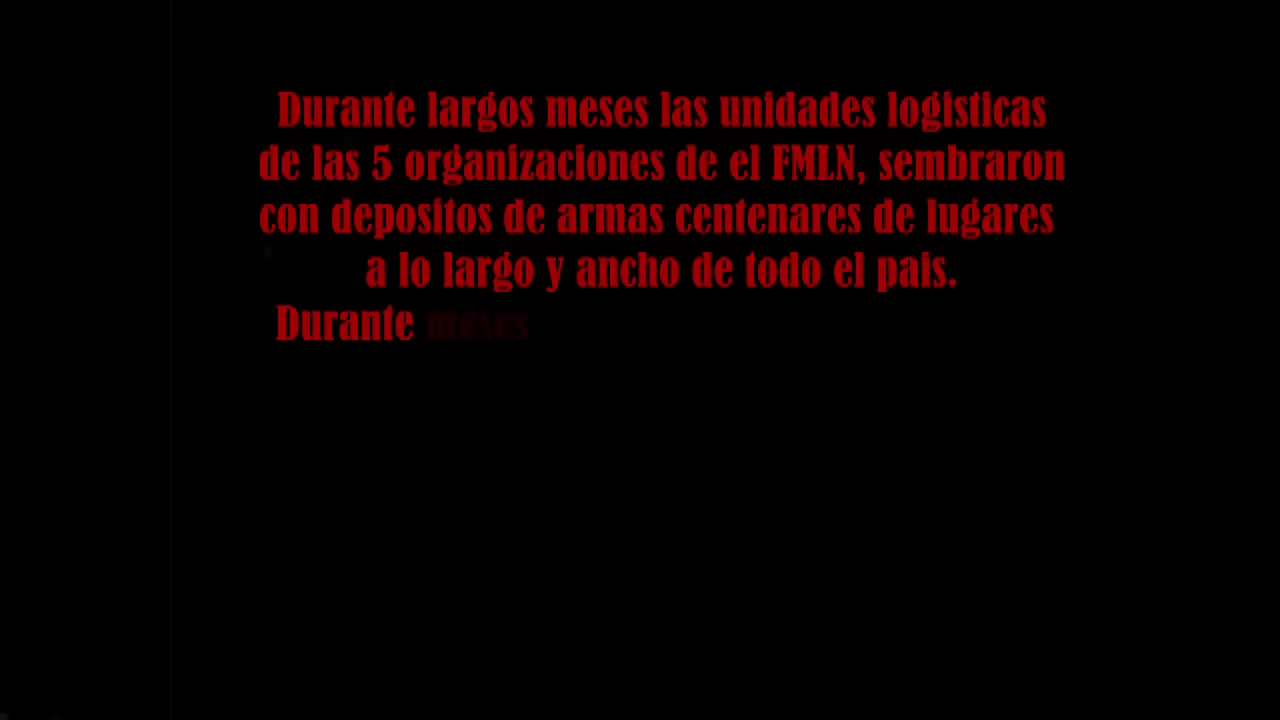 Durante largos meses las unidades logisticas
de las 5 organizaciones de el FMLN, sembraron
con depositos de armas centenares de lugares
a lo largo y ancho de todo el pais.
Durante meses